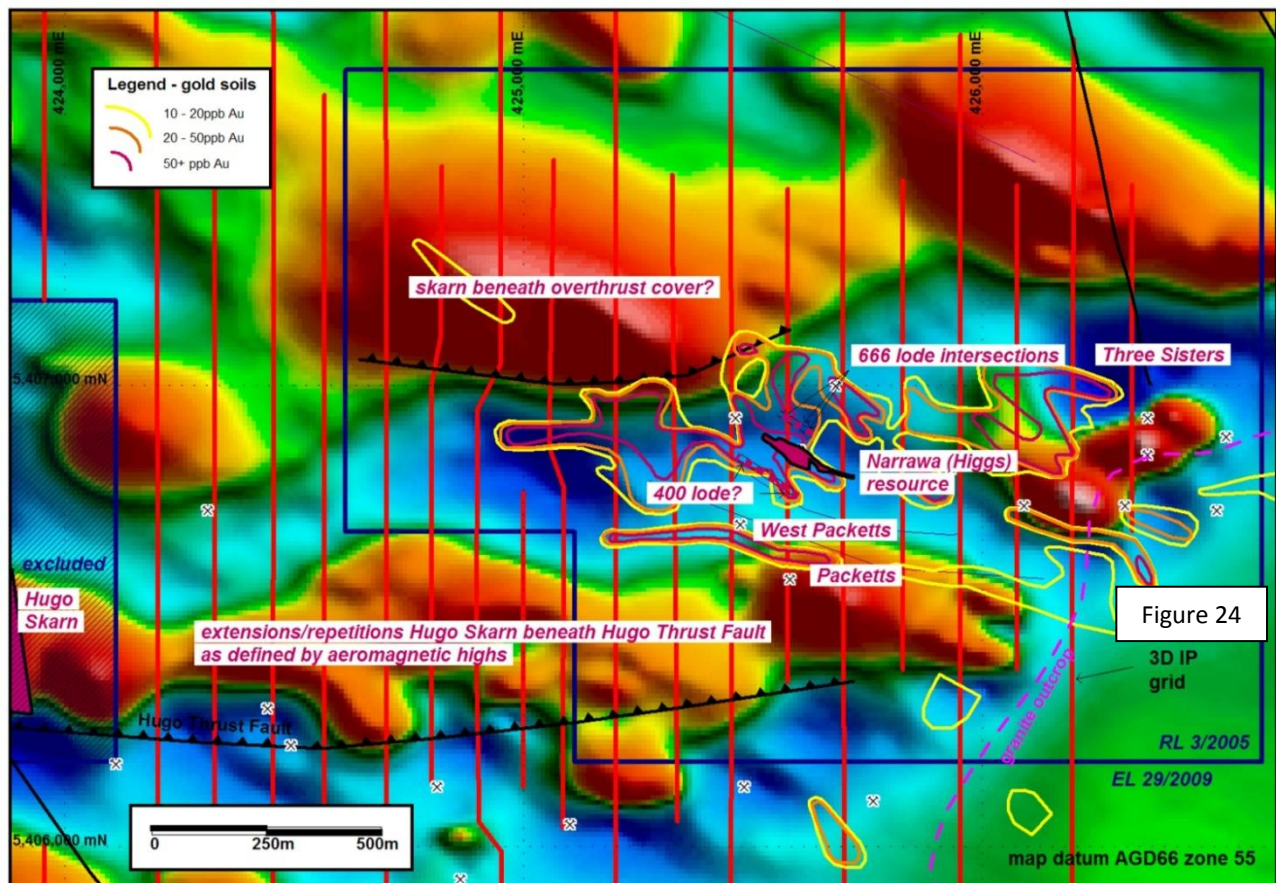 424,000 mE
425,000 mE
426,000 mE
Legend - gold soils
10 - 20ppb Au
20 - 50ppb Au
50+ ppb Au
skarn beneath overthrust cover?
5,407,000 mN
666 lode intersections
Three Sisters
Narrawa (Higgs)
resource
400 lode?
West Packetts
Packetts
excluded
Hugo
Skarn
extensions/repetitions Hugo Skarn beneath Hugo Thrust Fault
as defined by aeromagnetic highs
Figure 24
3D IP
grid
granite outcrop
Hugo Thrust Fault
RL 3/2005
EL 29/2009
0 250m 500m
5,406,000 mN
map datum AGD66 zone 55